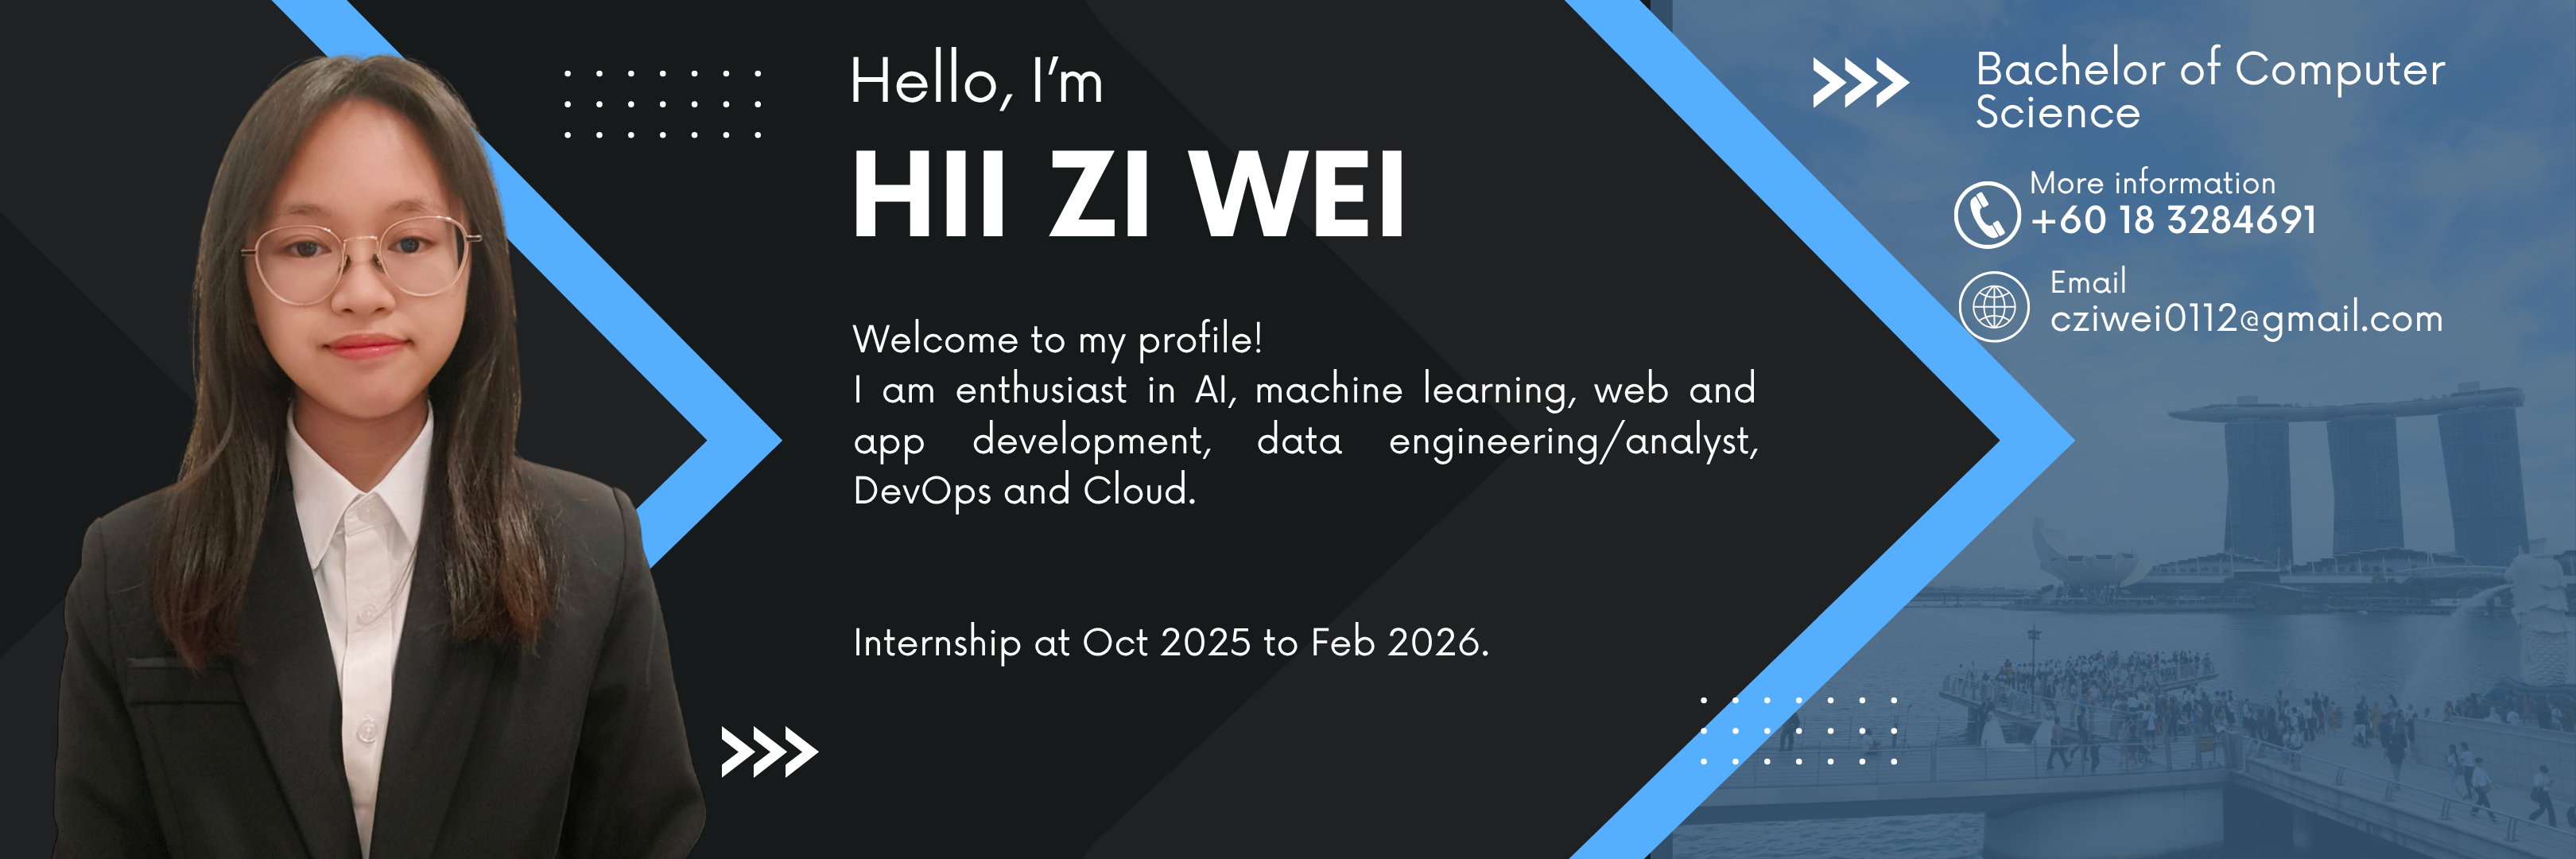 Hello, I'm
HII ZI WEI
Welcome to my profile!
I am enthusiast in AI, machine learning, web and
app development, data engineering/analyst,
DevOps and Cloud.
Internship at Oct 2025 to Feb 2026.
Bachelor of Computer
Science
More information
+60 18 3284691
Email
cziwei0112@gmail.com